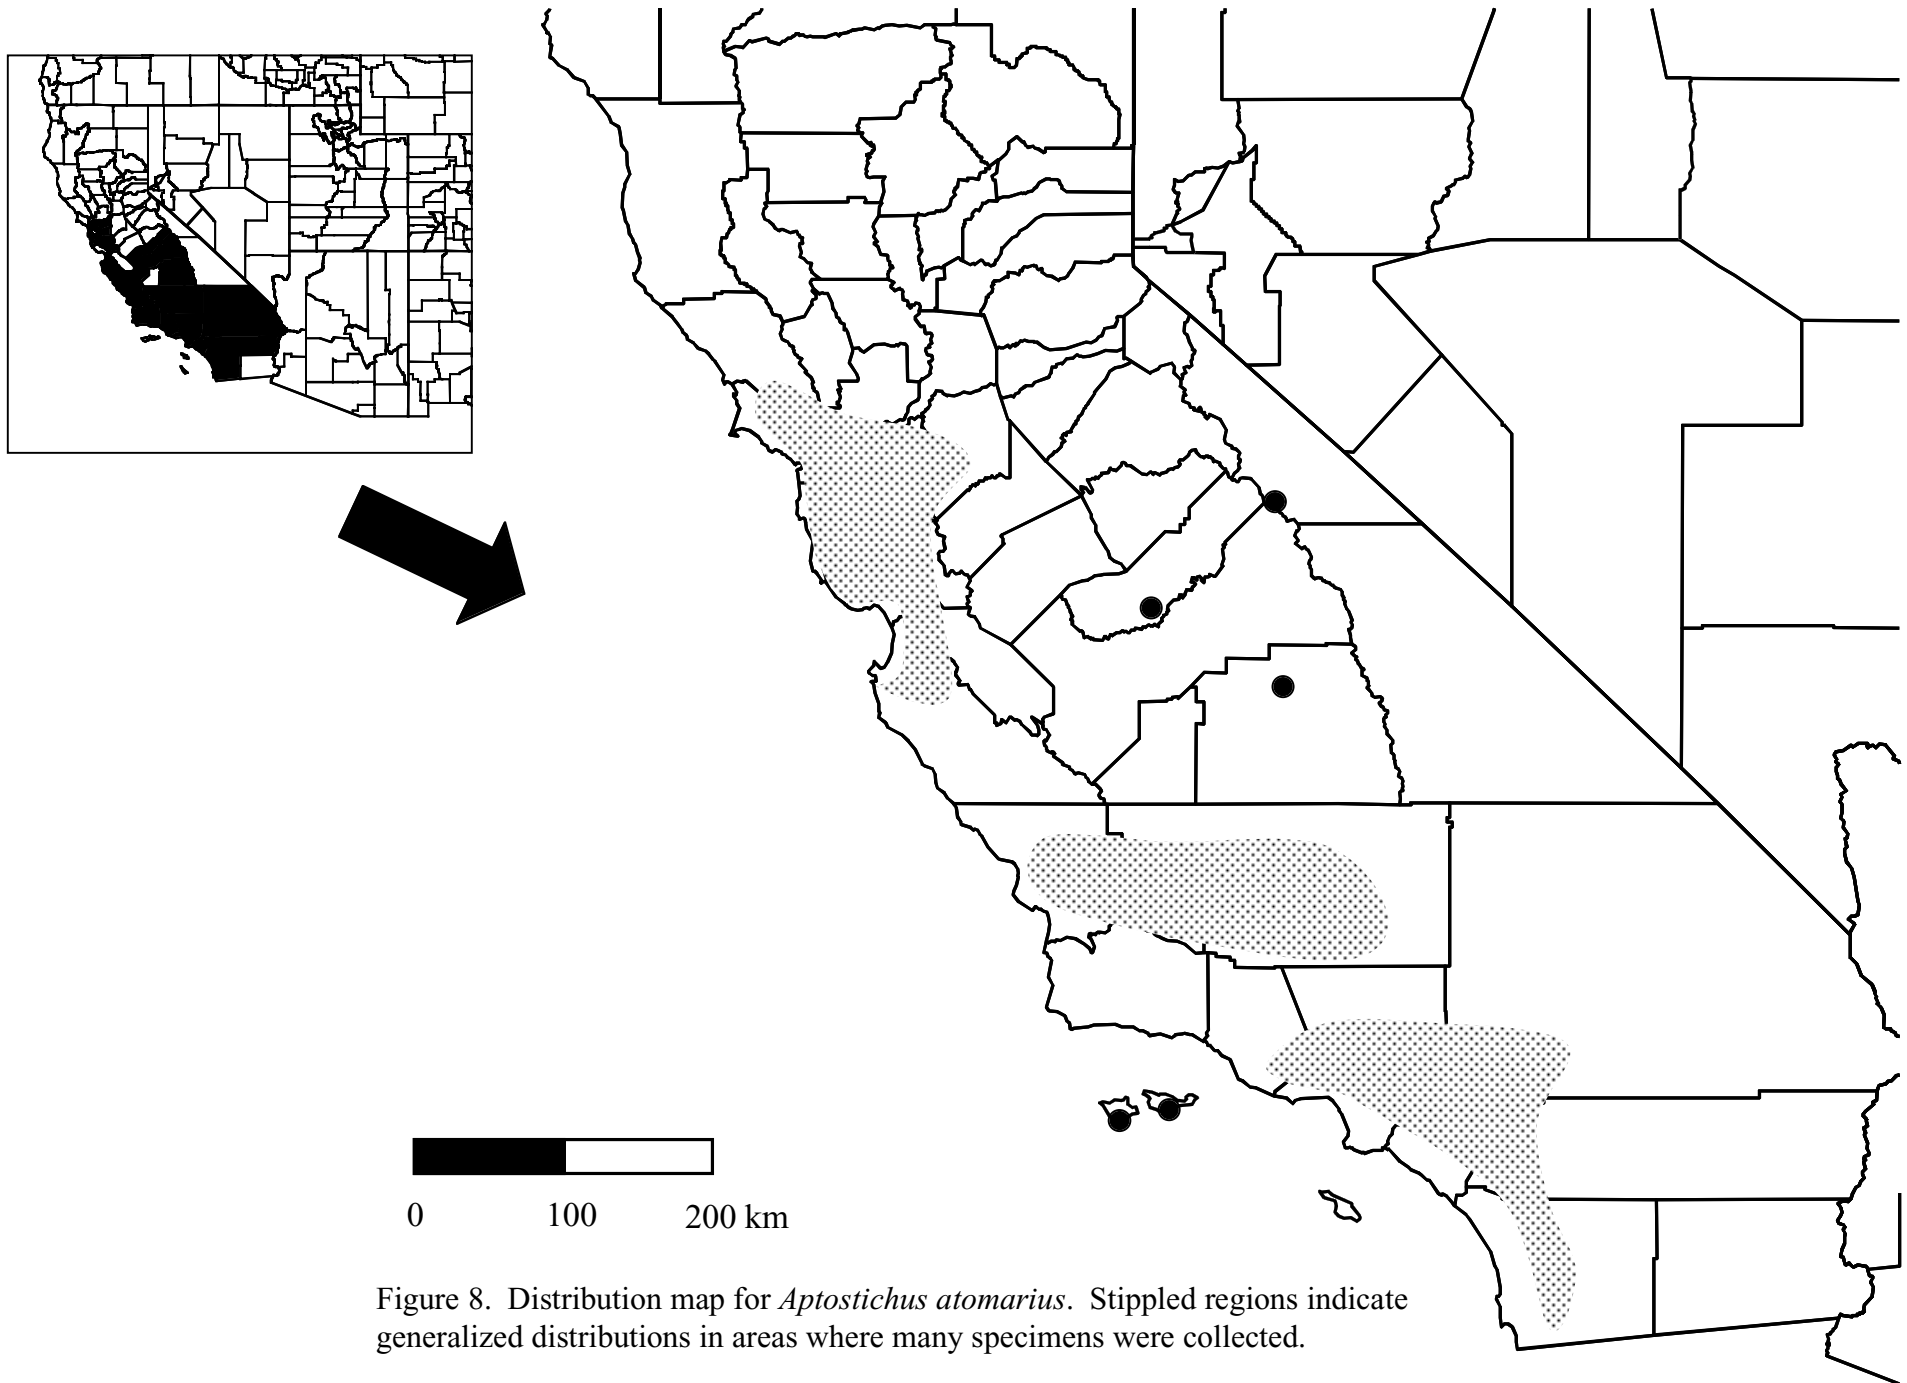 0 100 200 km
Figure 8. Distribution map for Aptostichus atomarius. Stippled regions indicate
generalized distributions in areas where many specimens were collected.